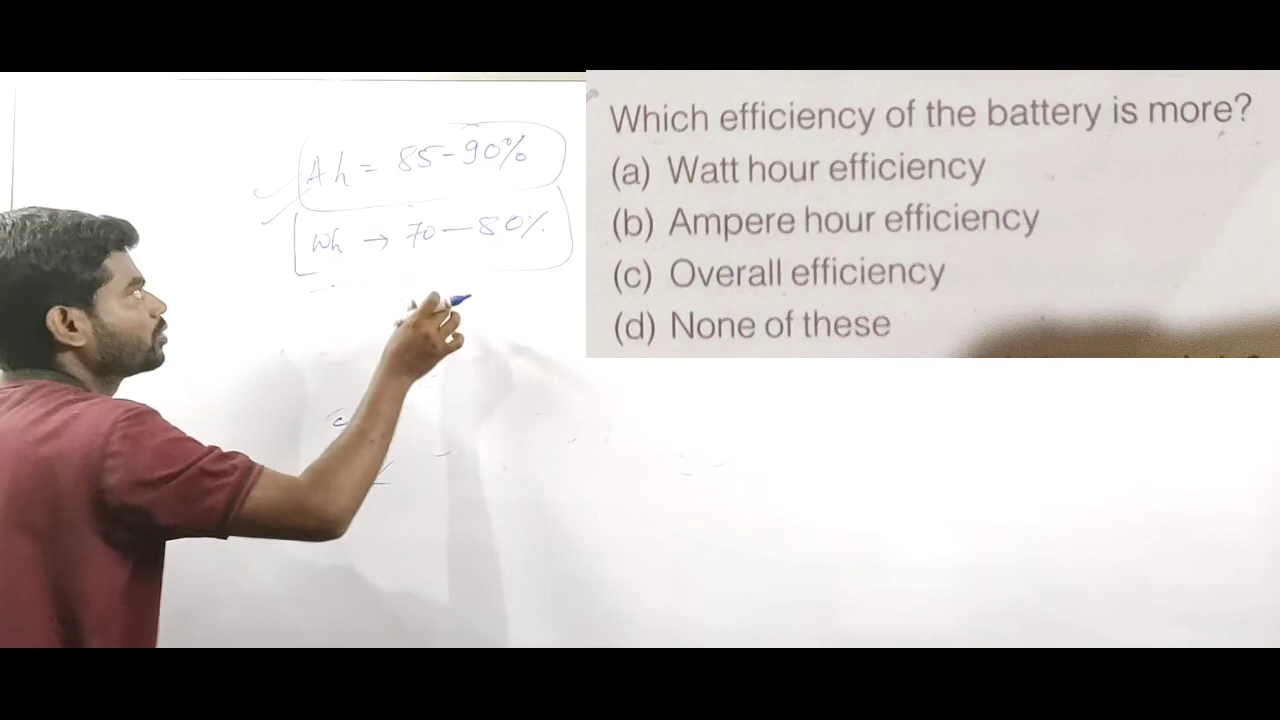 Ah = 85-90%
Wh → 70-80%
Which efficiency of the battery is more?
(a) Watt hour efficiency
(b) Ampere hour efficiency
(c) Overall efficiency
(d) None of these